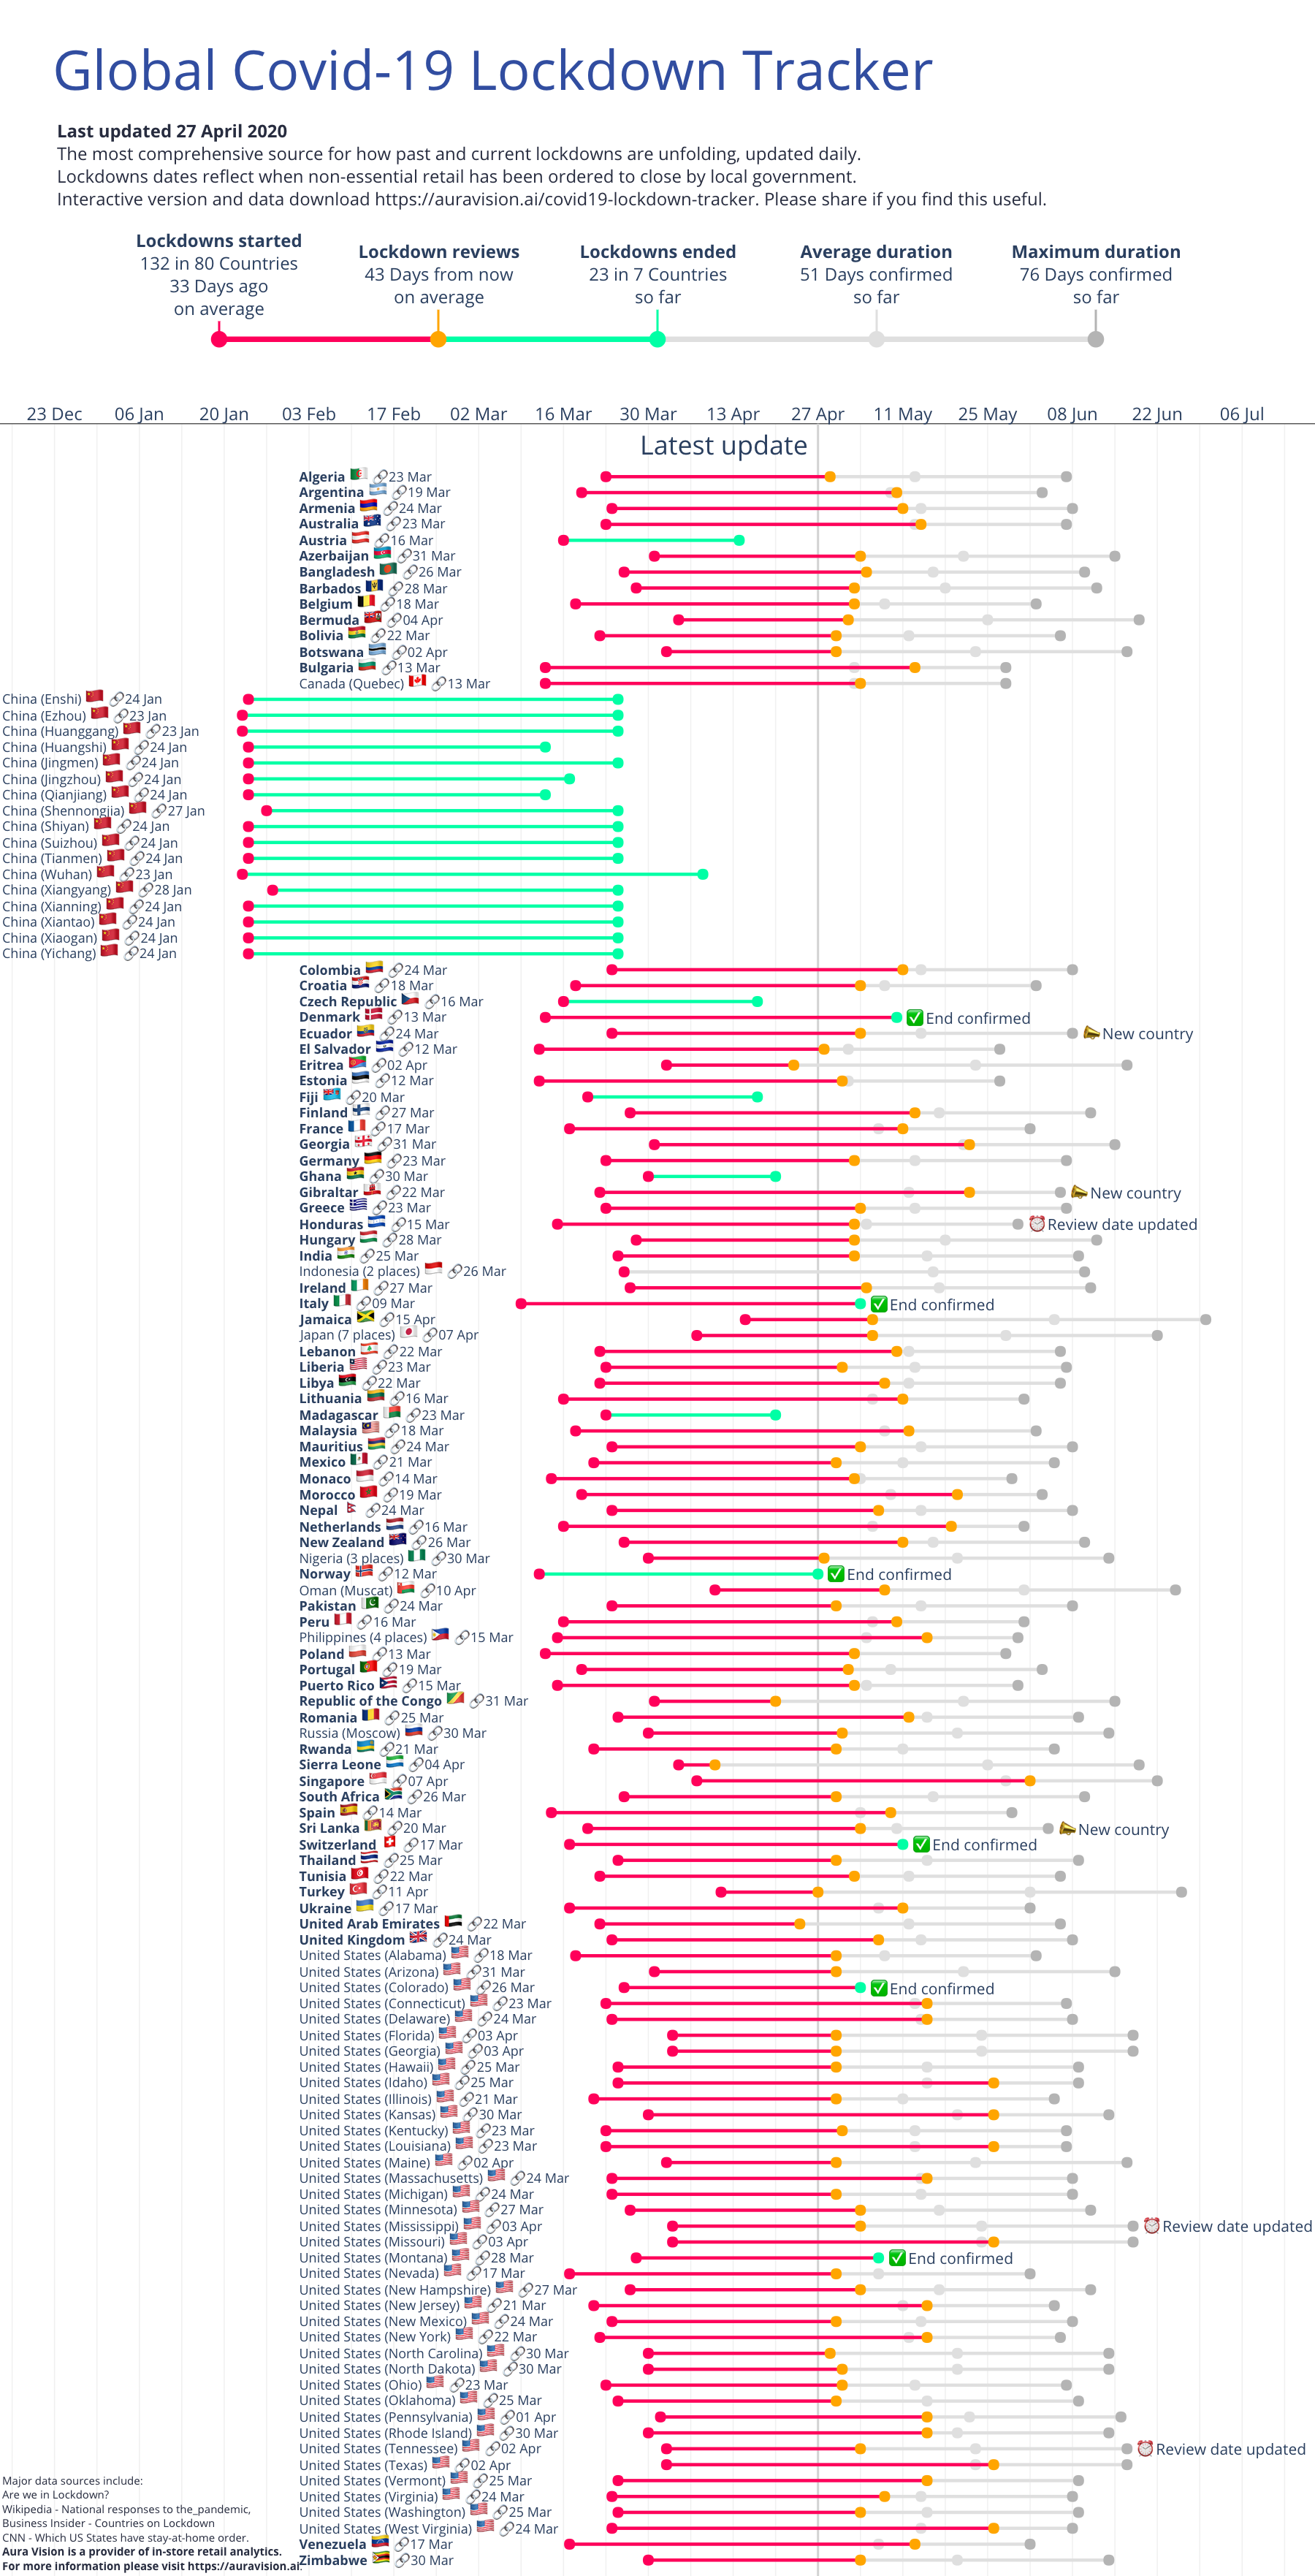 Global Covid-19 Lockdown Tracker
Last updated 27 April 2020
The most comprehensive source for how past and current lockdowns are unfolding, updated daily.
Lockdowns dates reflect when non-essential retail has been ordered to close by local government.
Interactive version and data download https://auravision.ai/covid19-lockdown-tracker. Please share if you find this useful.
Lockdowns started
132 in 80 Countries
33 Days ago
on average
Lockdown reviews
43 Days from now
on average
Lockdowns ended
23 in 7 Countries
so far
Average duration
51 Days confirmed
so far
Maximum duration
76 Days confirmed
so far
23 Dec 06 Jan 20 Jan 03 Feb 17 Feb 02 Mar 16 Mar 30 Mar 13 Apr 27 Apr 11 May 25 May 08 Jun 22 Jun 06 Jul
Latest update
Algeria 23 Mar
Argentina 19 Mar
Armenia 24 Mar
Australia 23 Mar
Austria 16 Mar
Azerbaijan 31 Mar
Bangladesh 26 Mar
Barbados 28 Mar
Belgium 18 Mar
Bermuda 04 Apr
Bolivia 22 Mar
Botswana 02 Apr
Bulgaria 13 Mar
Canada (Quebec) 13 Mar
China (Enshi) 24 Jan
China (Ezhou) 23 Jan
China (Huanggang) 23 Jan
China (Huangshi) 24 Jan
China (Jingmen) 24 Jan
China (Jingzhou) 24 Jan
China (Qianjiang) 24 Jan
China (Shennongjia) 27 Jan
China (Shiyan) 24 Jan
China (Suizhou) 24 Jan
China (Tianmen) 24 Jan
China (Wuhan) 23 Jan
China (Xiangyang) 28 Jan
China (Xianning) 24 Jan
China (Xiantao) 24 Jan
China (Xiaogan) 24 Jan
China (Yichang) 24 Jan
Colombia 24 Mar
Croatia 18 Mar
Czech Republic 16 Mar
Denmark 13 Mar End confirmed
Ecuador 24 Mar New country
El Salvador 12 Mar
Eritrea 02 Apr
Estonia 12 Mar
Fiji 20 Mar
Finland 27 Mar
France 17 Mar
Georgia 31 Mar
Germany 23 Mar
Ghana 30 Mar
Gibraltar 22 Mar New country
Greece 23 Mar
Honduras 15 Mar Review date updated
Hungary 28 Mar
India 25 Mar
Indonesia (2 places) 26 Mar
Ireland 27 Mar
Italy 09 Mar End confirmed
Jamaica 15 Apr
Japan (7 places) 07 Apr
Lebanon 22 Mar
Liberia 23 Mar
Libya 22 Mar
Lithuania 16 Mar
Madagascar 23 Mar
Malaysia 18 Mar
Mauritius 24 Mar
Mexico 21 Mar
Monaco 14 Mar
Morocco 19 Mar
Nepal 24 Mar
Netherlands 16 Mar
New Zealand 26 Mar
Nigeria (3 places) 30 Mar
Norway 12 Mar End confirmed
Oman (Muscat) 10 Apr
Pakistan 24 Mar
Peru 16 Mar
Philippines (4 places) 15 Mar
Poland 13 Mar
Portugal 19 Mar
Puerto Rico 15 Mar
Republic of the Congo 31 Mar
Romania 25 Mar
Russia (Moscow) 30 Mar
Rwanda 21 Mar
Sierra Leone 04 Apr
Singapore 07 Apr
South Africa 26 Mar
Spain 14 Mar
Sri Lanka 20 Mar New country
Switzerland 17 Mar End confirmed
Thailand 25 Mar
Tunisia 22 Mar
Turkey 11 Apr
Ukraine 17 Mar
United Arab Emirates 22 Mar
United Kingdom 24 Mar
United States (Alabama) 18 Mar
United States (Arizona) 31 Mar
United States (Colorado) 26 Mar End confirmed
United States (Connecticut) 23 Mar
United States (Delaware) 24 Mar
United States (Florida) 03 Apr
United States (Georgia) 03 Apr
United States (Hawaii) 25 Mar
United States (Idaho) 25 Mar
United States (Illinois) 21 Mar
United States (Kansas) 30 Mar
United States (Kentucky) 23 Mar
United States (Louisiana) 23 Mar
United States (Maine) 02 Apr
United States (Massachusetts) 24 Mar
United States (Michigan) 24 Mar
United States (Minnesota) 27 Mar
United States (Mississippi) 03 Apr Review date updated
United States (Missouri) 03 Apr
United States (Montana) 28 Mar End confirmed
United States (Nevada) 17 Mar
United States (New Hampshire) 27 Mar
United States (New Jersey) 21 Mar
United States (New Mexico) 24 Mar
United States (New York) 22 Mar
United States (North Carolina) 30 Mar
United States (North Dakota) 30 Mar
United States (Ohio) 23 Mar
United States (Oklahoma) 25 Mar
United States (Pennsylvania) 01 Apr
United States (Rhode Island) 30 Mar
United States (Tennessee) 02 Apr Review date updated
United States (Texas) 02 Apr
United States (Vermont) 25 Mar
United States (Virginia) 24 Mar
United States (Washington) 25 Mar
United States (West Virginia) 24 Mar
Venezuela 17 Mar
Zimbabwe 30 Mar
Major data sources include:
Are we in Lockdown?
Wikipedia - National responses to the_pandemic,
Business Insider - Countries on Lockdown
CNN - Which US States have stay-at-home order.
Aura Vision is a provider of in-store retail analytics.
For more information please visit https://auravision.ai.